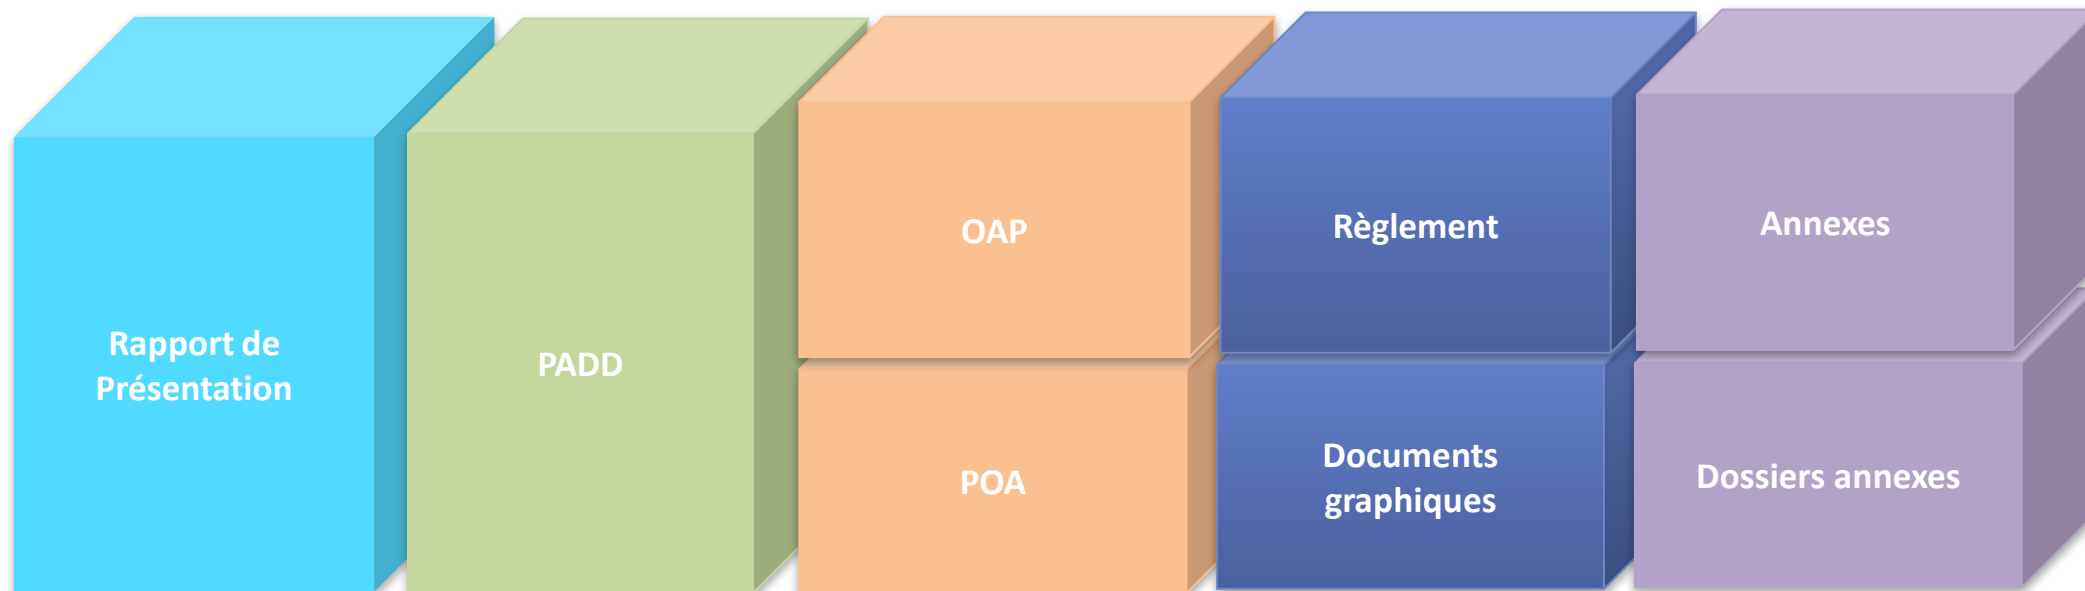 Rapport de
Présentation
PADD
OAP
POA
Règlement
Documents
graphiques
Annexes
Dossiers annexes